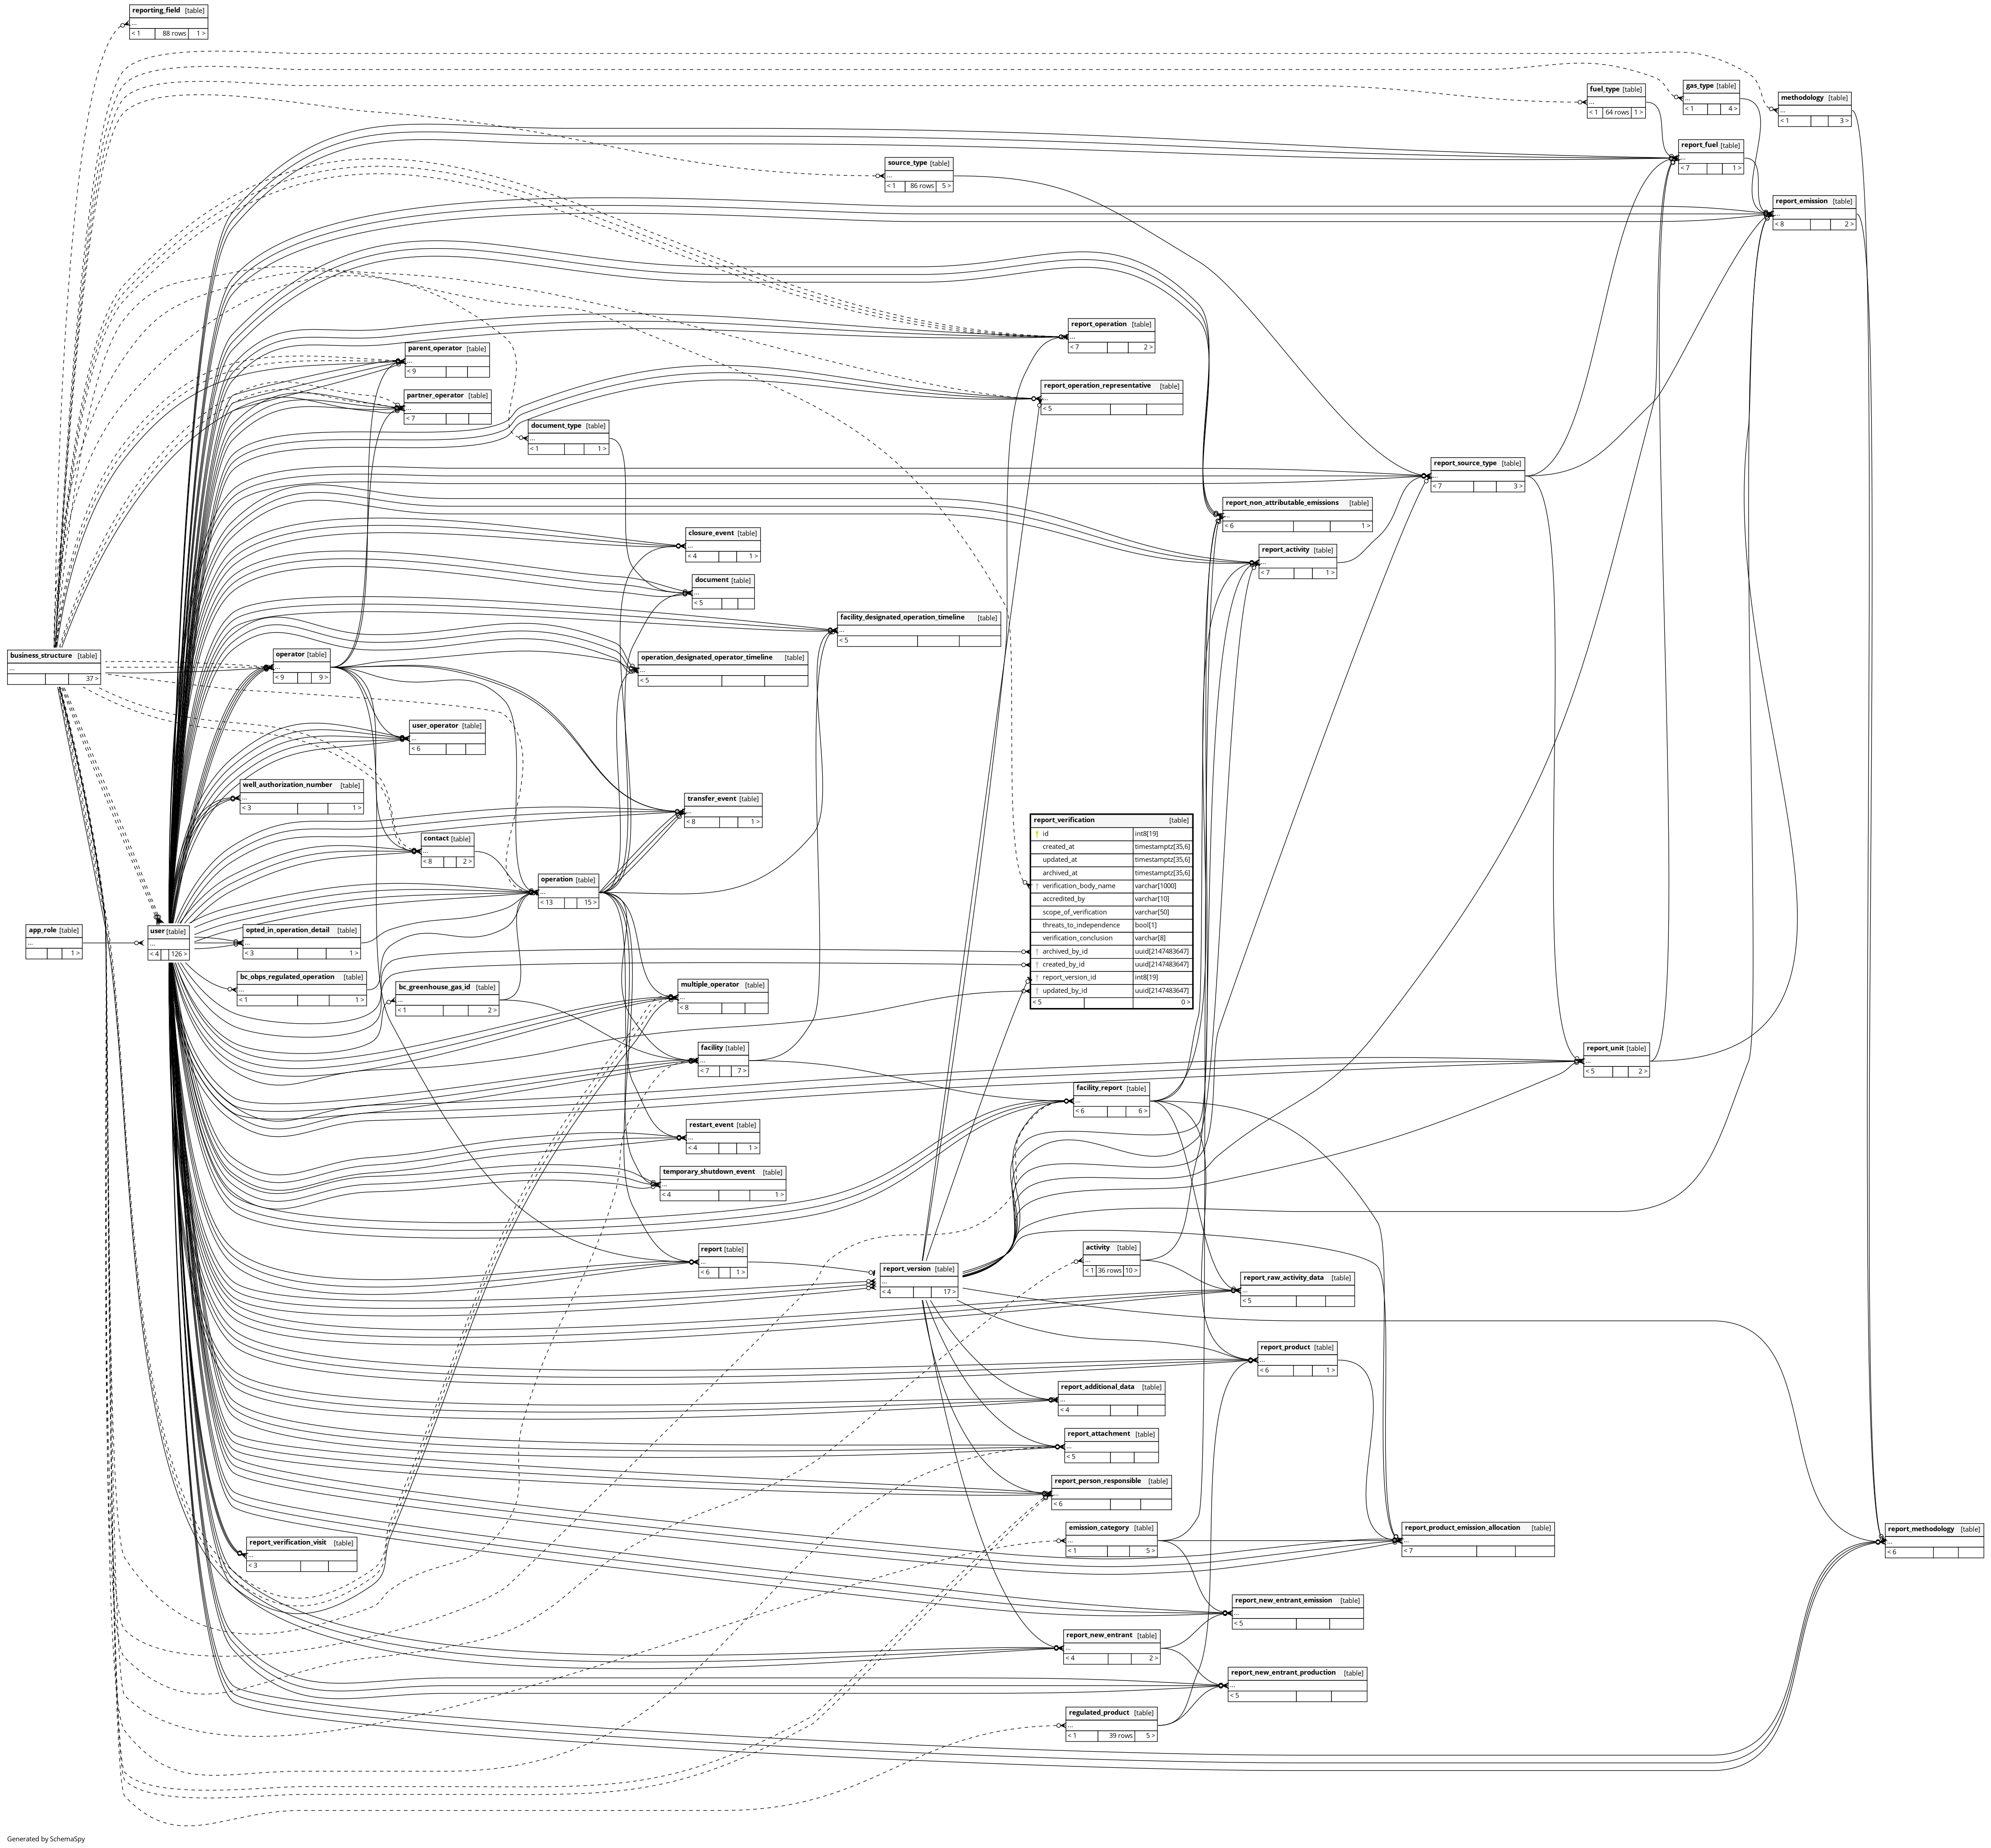 reporting_field [table]
...
< 1 88 rows 1 >
fuel_type [table]
...
< 1 64 rows 1 >
gas_type [table]
...
< 1 4 >
methodology [table]
...
< 1 3 >
report_fuel [table]
...
< 7 1 >
source_type [table]
...
< 1 86 rows 5 >
report_emission [table]
...
< 8 2 >
report_operation [table]
...
< 7 2 >
parent_operator [table]
...
< 9
report_operation_representative [table]
...
< 5
partner_operator [table]
...
< 7
document_type [table]
...
< 1 1 >
report_source_type [table]
...
< 7 3 >
report_non_attributable_emissions [table]
...
< 6 1 >
closure_event [table]
...
< 4 1 >
report_activity [table]
...
< 7 1 >
document [table]
...
< 5
facility_designated_operation_timeline [table]
...
< 5
business_structure [table]
...
37 >
operator [table]
...
< 9 9 >
operation_designated_operator_timeline [table]
...
< 5
user_operator [table]
...
< 6
well_authorization_number [table]
...
< 3 1 >
transfer_event [table]
...
< 8 1 >
report_verification [table]
id int8[19]
created_at timestamptz[35,6]
updated_at timestamptz[35,6]
archived_at timestamptz[35,6]
verification_body_name varchar[1000]
accredited_by varchar[10]
scope_of_verification varchar[50]
threats_to_independence bool[1]
verification_conclusion varchar[8]
archived_by_id uuid[2147483647]
created_by_id uuid[2147483647]
report_version_id int8[19]
updated_by_id uuid[2147483647]
< 5 0 >
contact [table]
...
< 8 2 >
operation [table]
...
< 13 15 >
app_role [table]
...
1 >
user [table]
...
< 4 126 >
opted_in_operation_detail [table]
...
< 3 1 >
bc_obps_regulated_operation [table]
...
< 1 1 >
bc_greenhouse_gas_id [table]
...
< 1 2 >
multiple_operator [table]
...
< 8
facility [table]
...
< 7 7 >
report_unit [table]
...
< 5 2 >
facility_report [table]
...
< 6 6 >
restart_event [table]
...
< 4 1 >
temporary_shutdown_event [table]
...
< 4 1 >
report [table]
...
< 6 1 >
activity [table]
...
< 1 36 rows 10 >
report_version [table]
...
< 4 17 >
report_raw_activity_data [table]
...
< 5
report_product [table]
...
< 6 1 >
report_additional_data [table]
...
< 4
report_attachment [table]
...
< 5
report_person_responsible [table]
...
< 6
emission_category [table]
...
< 1 5 >
report_product_emission_allocation [table]
...
< 7
report_methodology [table]
...
< 6
report_verification_visit [table]
...
< 3
report_new_entrant_emission [table]
...
< 5
report_new_entrant [table]
...
< 4 2 >
report_new_entrant_production [table]
...
< 5
regulated_product [table]
...
< 1 39 rows 5 >
Generated by SchemaSpy